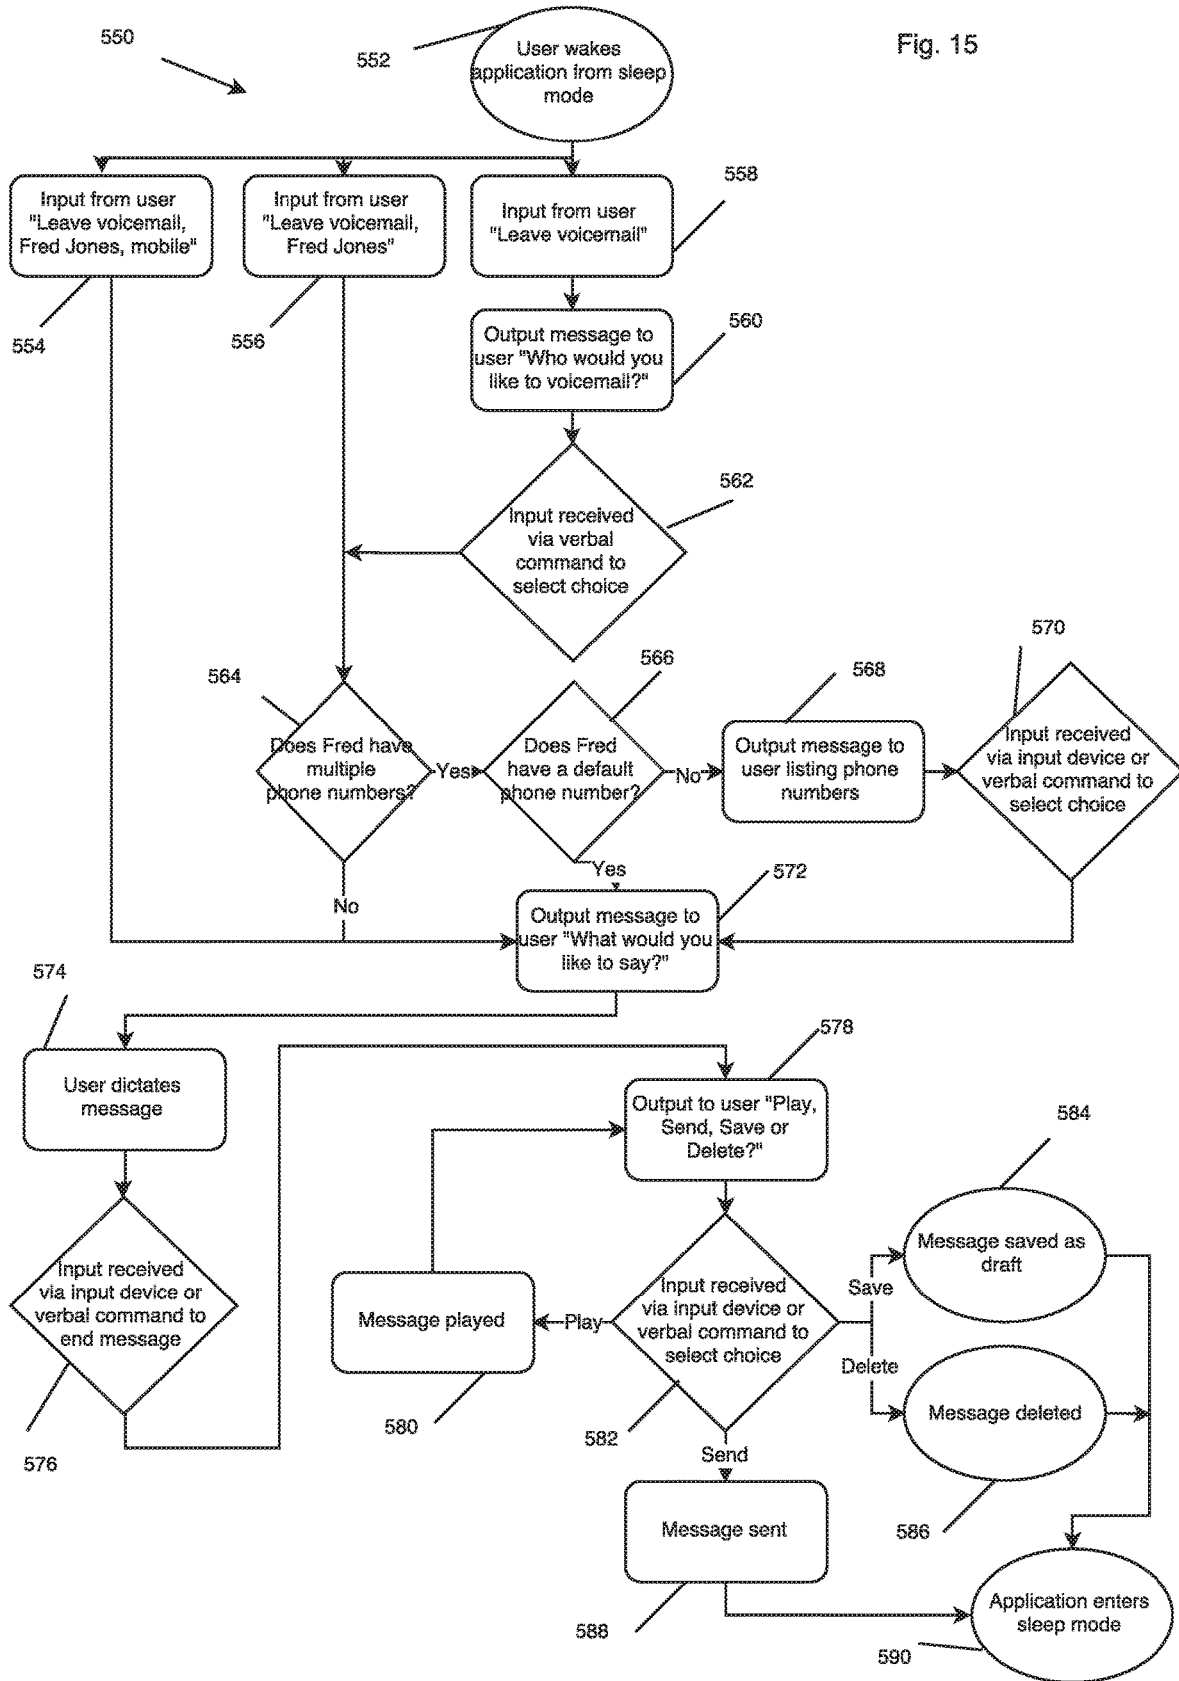 550
552
User wakes
application from sleep
mode
Fig. 15
Input from user
"Leave voicemail,
Fred Jones, mobile"
Input from user
"Leave voicemail,
Fred Jones"
Input from user
"Leave voicemail"
558
554
556
Output message to
user "Who would you
like to voicemail?"
560
Input received
via verbal
command to
select choice
562
564
Does Fred have
multiple
phone numbers?
Yes
566
Does Fred
have a default
phone number?
No
568
Output message to
user listing phone
numbers
570
Input received
via input device or
verbal command to
select choice
No
Yes
572
Output message to
user "What would you
like to say?"
574
User dictates
message
Input received
via input device or
verbal command to
end message
576
578
Output to user "Play,
Send, Save or
Delete?"
Message played
580
Play
Input received
via input device or
verbal command to
select choice
582
Save
Delete
584
Message saved as
draft
Message deleted
586
Send
Message sent
588
Application enters
sleep mode
590